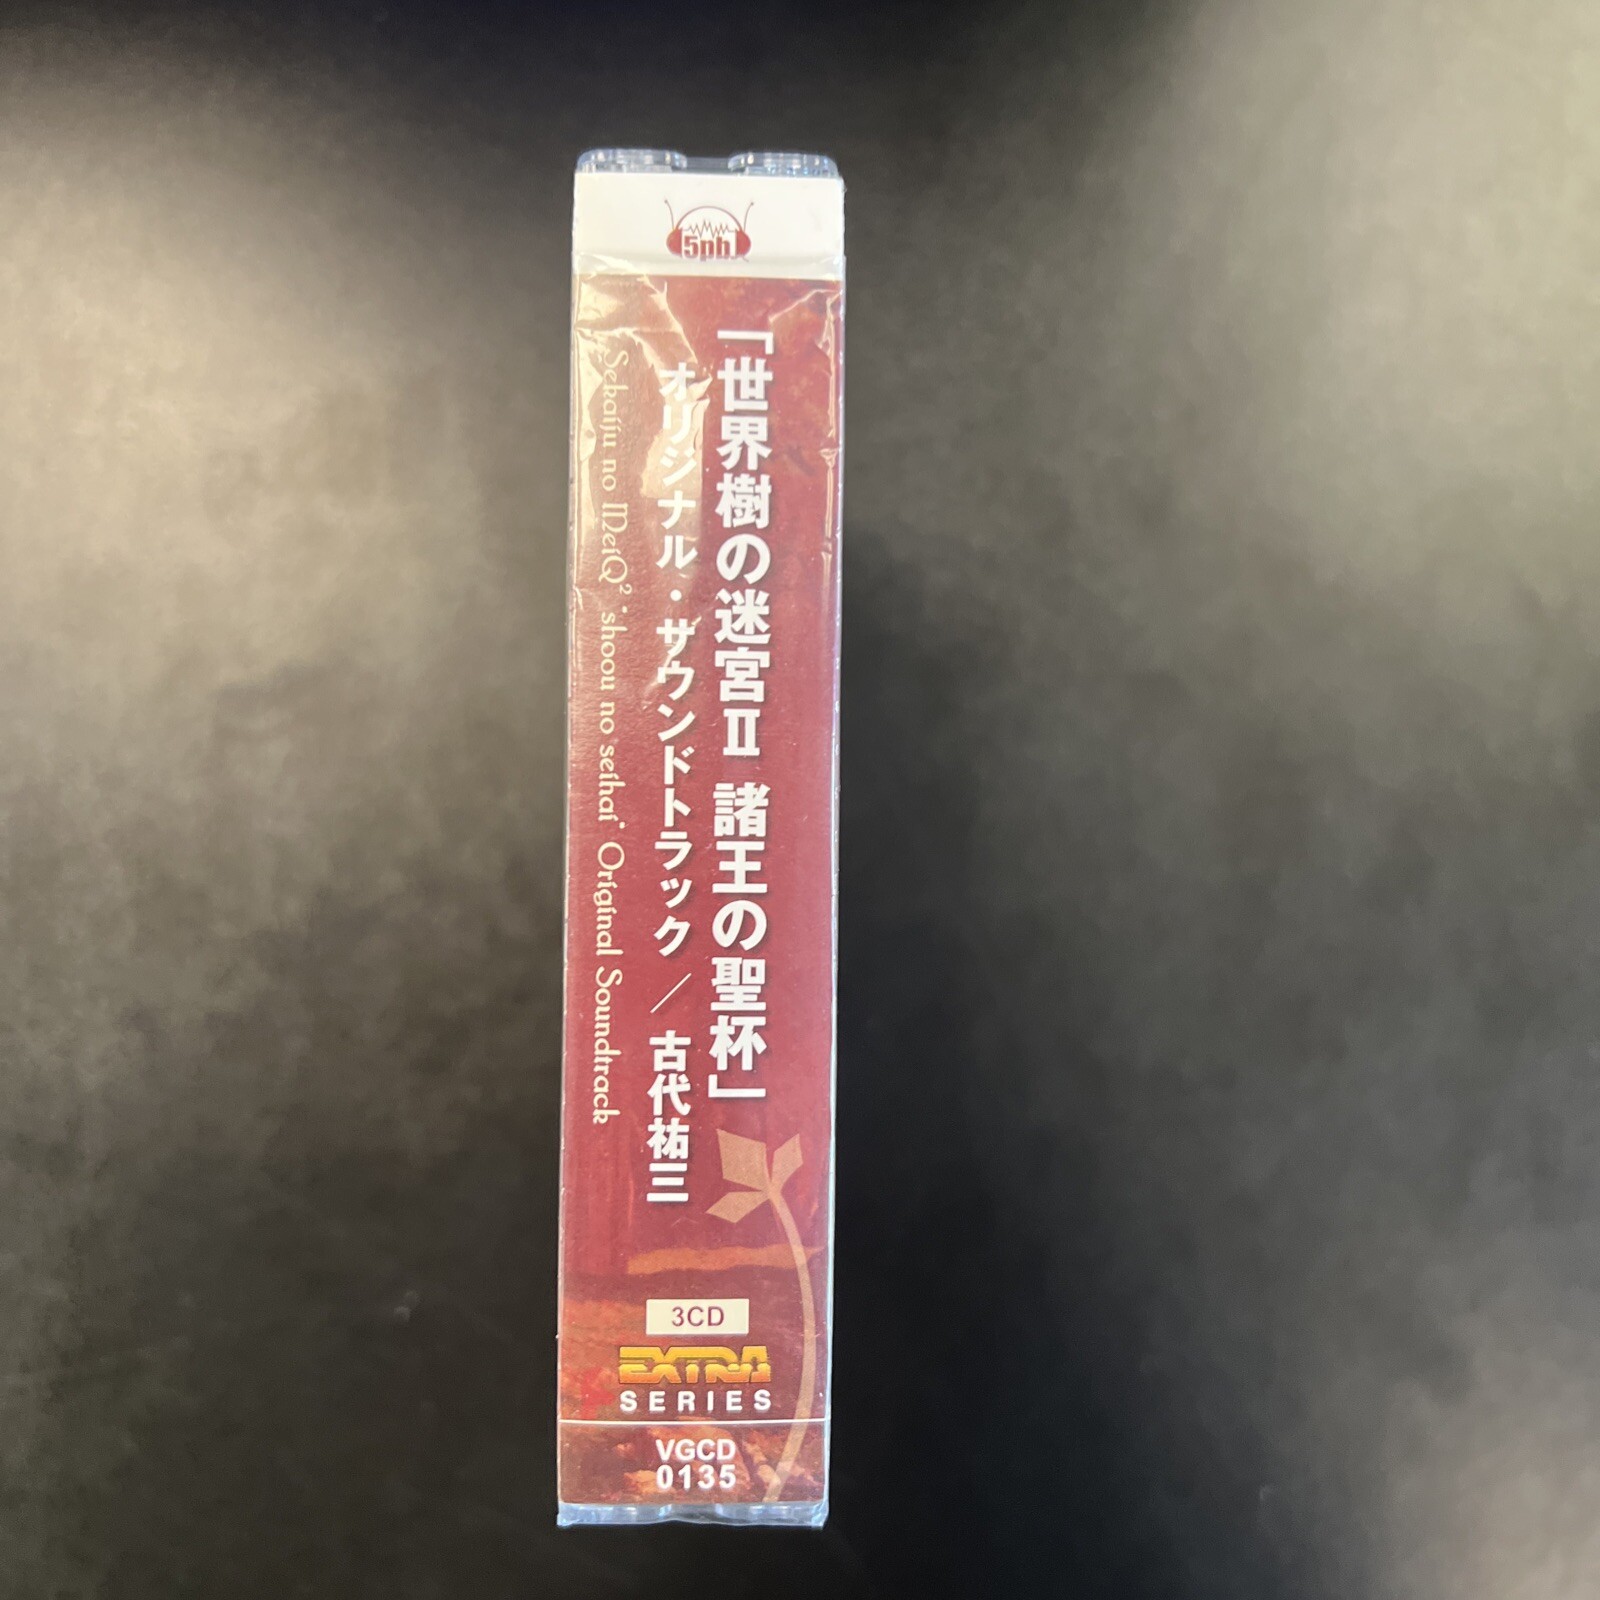 5pb.
「世界樹の迷宮Ⅱ 諸王の聖杯」
オリジナル・サウンドトラック／古代祐三
Sekaiju no MeiQ² *shoou no seihai* Original Soundtrack
3CD
EXTRA
SERIES
VGCD
0135